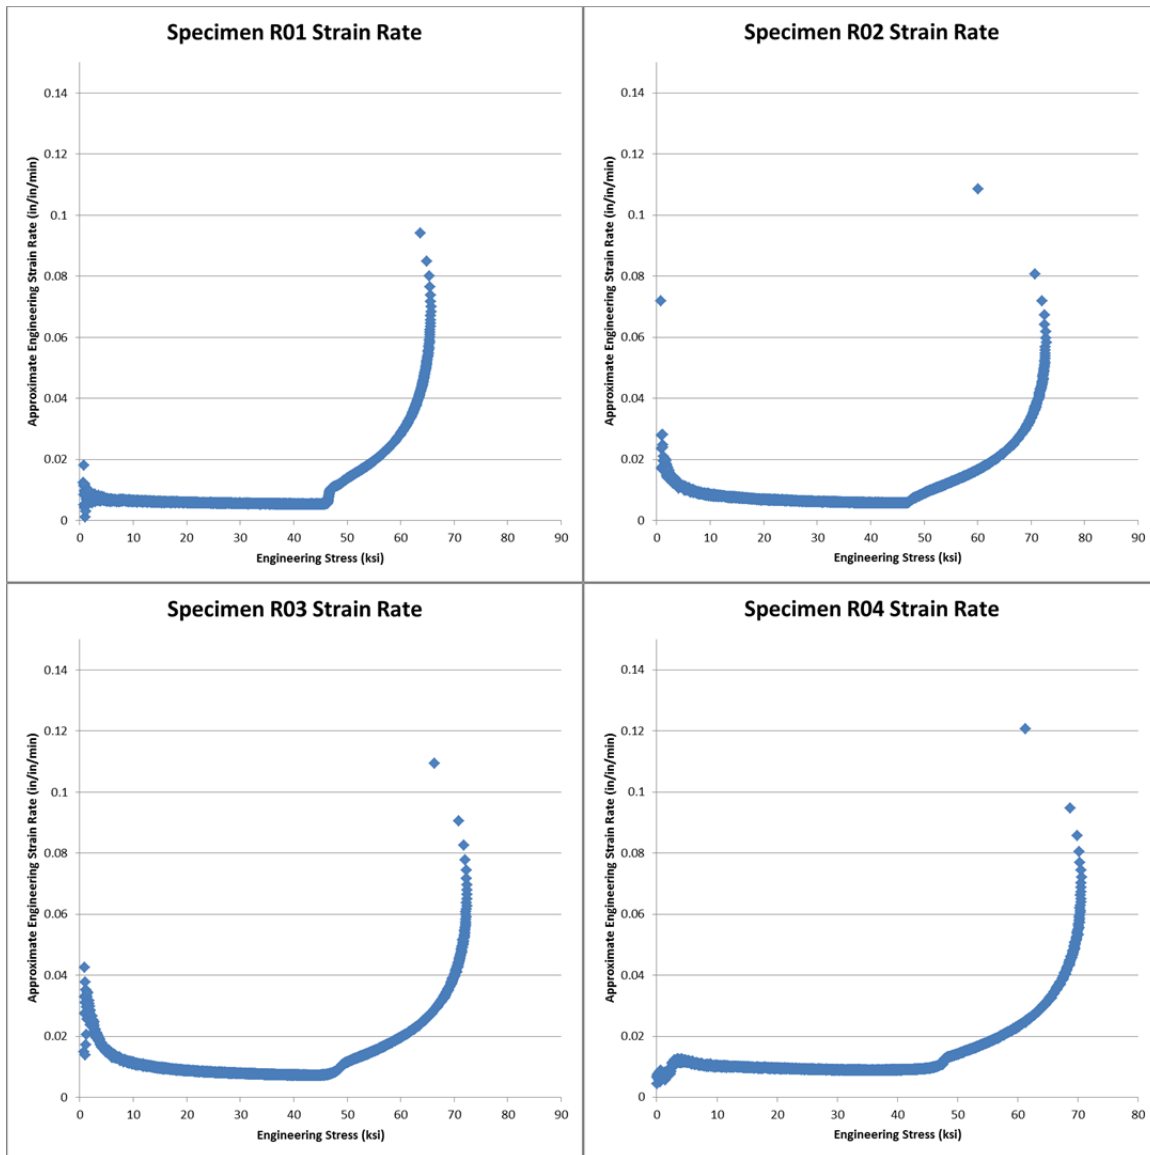 Specimen R01 Strain Rate
Approximate Engineering Strain Rate (in/in/min)
0.14
0.12
0.1
0.08
0.06
0.04
0.02
0
0 10 20 30 40 50 60 70 80 90
Engineering Stress (ksi)
Specimen R02 Strain Rate
Approximate Engineering Strain Rate (in/in/min)
0.14
0.12
0.1
0.08
0.06
0.04
0.02
0
0 10 20 30 40 50 60 70 80 90
Engineering Stress (ksi)
Specimen R03 Strain Rate
Approximate Engineering Strain Rate (in/in/min)
0.14
0.12
0.1
0.08
0.06
0.04
0.02
0
0 10 20 30 40 50 60 70 80 90
Engineering Stress (ksi)
Specimen R04 Strain Rate
Approximate Engineering Strain Rate (in/in/min)
0.14
0.12
0.1
0.08
0.06
0.04
0.02
0
0 10 20 30 40 50 60 70 80
Engineering Stress (ksi)